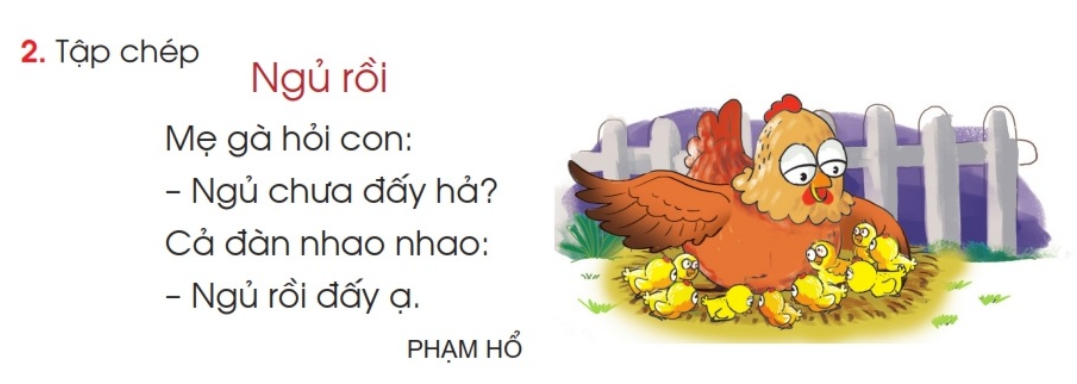 2. Tập chép
Ngủ rồi
Mẹ gà hỏi con:
– Ngủ chưa đấy hả?
Cả đàn nhao nhao:
– Ngủ rồi đấy ạ.
PHẠM HỔ